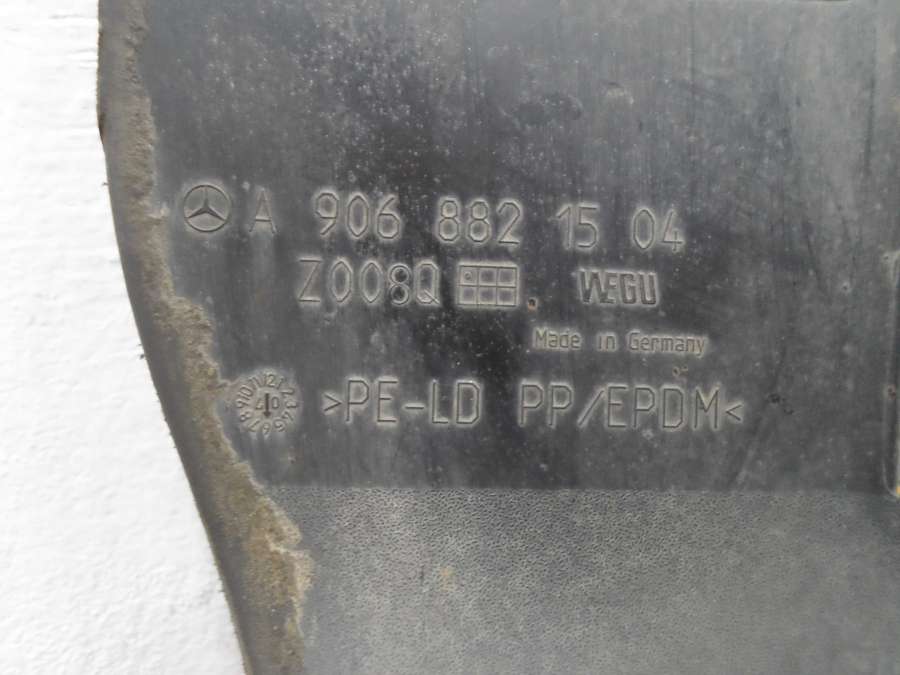 A 906 882 15 04
Z008Q WEGU
Made in Germany
>PE-LD PP/EPDM<